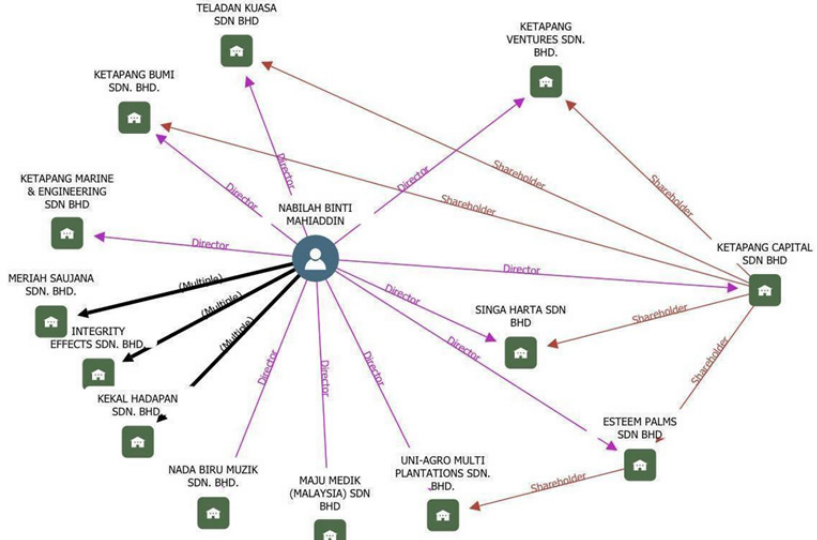 TELADAN KUASA
SDN BHD
KETAPANG
VENTURES SDN.
BHD.
KETAPANG BUMI
SDN. BHD.
Director
Director
Director
Shareholder
Shareholder
Shareholder
KETAPANG MARINE
& ENGINEERING
SDN BHD
NABILAH BINTI
MAHIADDIN
Director
Director
KETAPANG CAPITAL
SDN BHD
MERIAH SAUJANA
SDN. BHD.
(Multiple)
(Multiple)
(Multiple)
Director
SINGA HARTA SDN
BHD
Shareholder
INTEGRITY
EFFECTS SDN. BHD.
Director
Director
Director
Director
Shareholder
KEKAL HADAPAN
SDN. BHD.
ESTEEM PALMS
SDN BHD
NADA BIRU MUZIK
SDN. BHD.
MAJU MEDIK
(MALAYSIA) SDN
BHD
UNI-AGRO MULTI
PLANTATIONS SDN.
BHD.
Shareholder